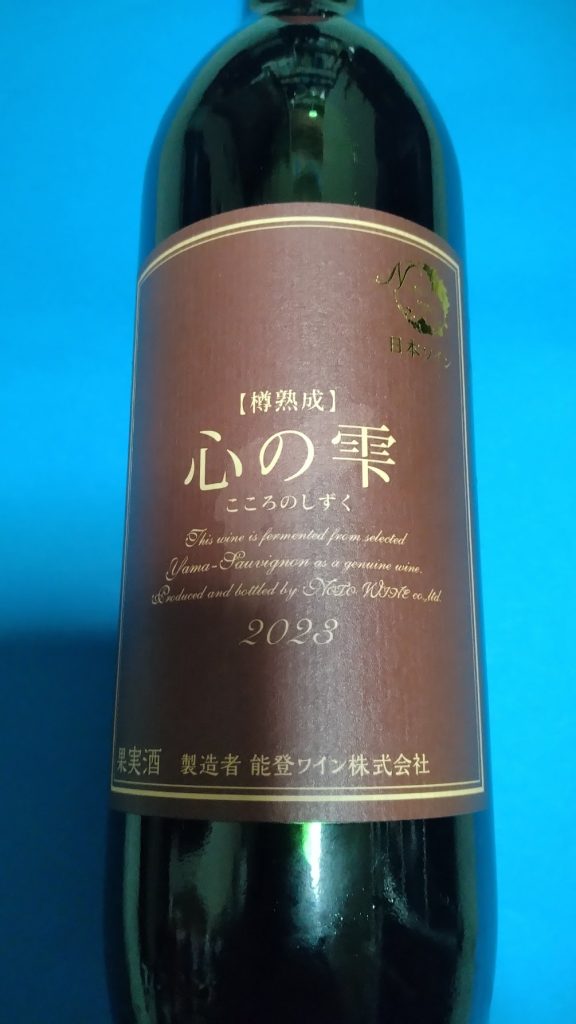 N
日本ワイン
【樽熟成】
心の雫
こころのしずく
This wine is fermented from selected
Yama-Sauvignon as a genuine wine.
Produced and bottled by NOTO WINE co.,ltd.
2023
果実酒 製造者 能登ワイン株式会社